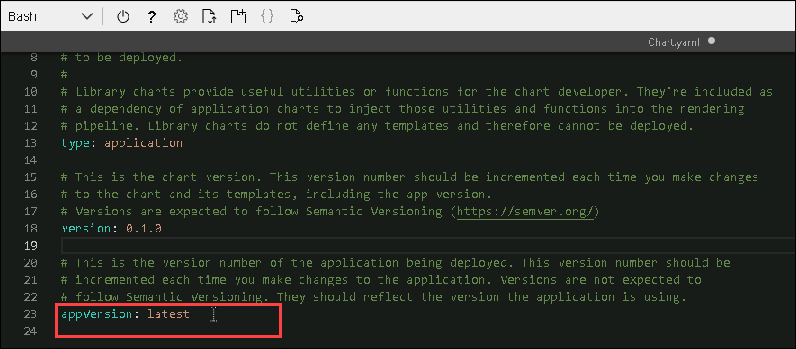 Bash
?
{}
Chart.yaml
8 # to be deployed.
9 #
10 # Library charts provide useful utilities or functions for the chart developer. They're included as
11 # a dependency of application charts to inject those utilities and functions into the rendering
12 # pipeline. Library charts do not define any templates and therefore cannot be deployed.
13 type: application
14
15 # This is the chart version. This version number should be incremented each time you make changes
16 # to the chart and its templates, including the app version.
17 # Versions are expected to follow Semantic Versioning (https://semver.org/)
18 version: 0.1.0
19
20 # This is the version number of the application being deployed. This version number should be
21 # incremented each time you make changes to the application. Versions are not expected to
22 # follow Semantic Versioning. They should reflect the version the application is using.
23 appVersion: latest
24